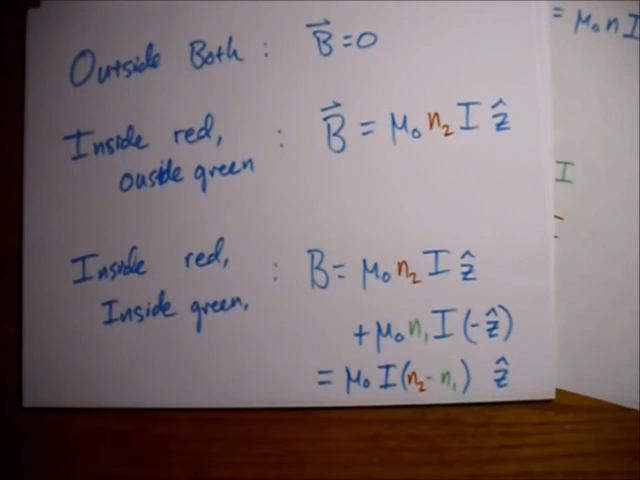 Outside Both : B⃗ = 0
Inside red, : B⃗ = μ₀ n₂ I ẑ
ouside green
Inside red, : B = μ₀ n₂ I ẑ
Inside green,
+ μ₀ n₁ I (-ẑ)
= μ₀ I (n₂ - n₁) ẑ
= μ₀ n I
I